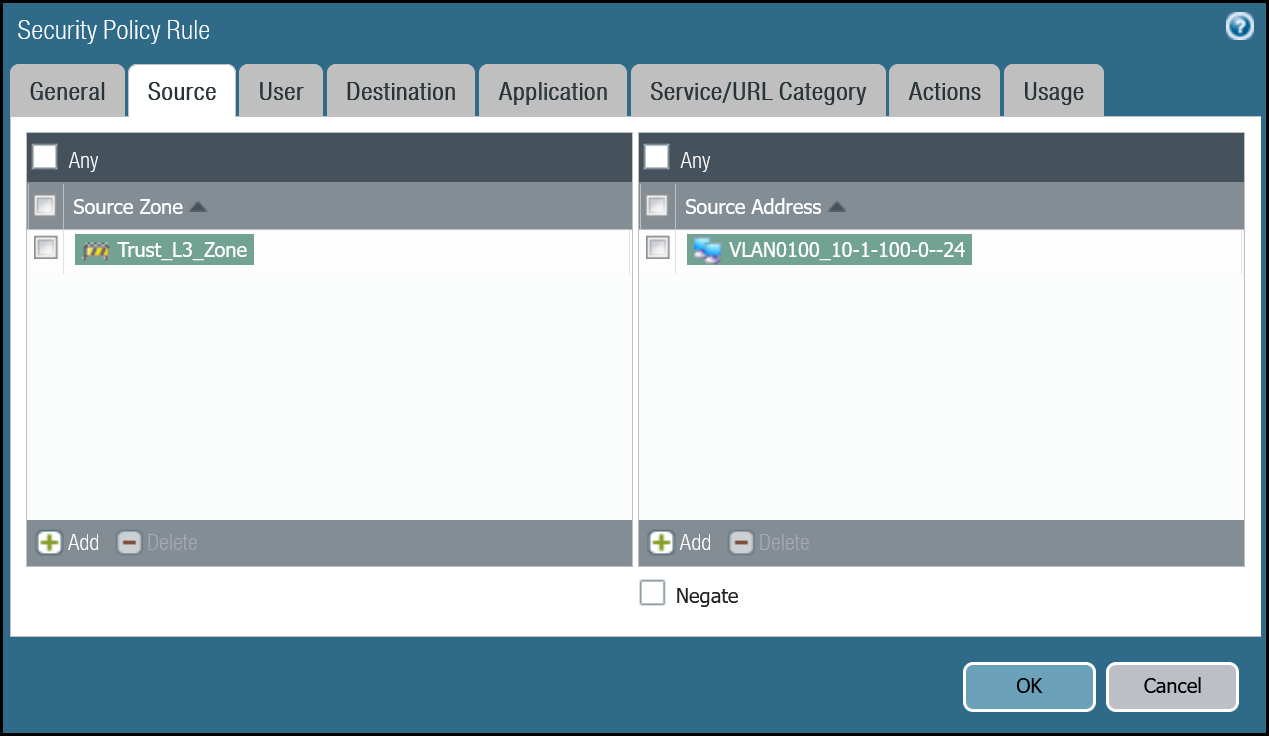 Security Policy Rule
General Source User Destination Application Service/URL Category Actions Usage
Any
Source Zone
Trust_L3_Zone
Add Delete
Any
Source Address
VLAN0100_10-1-100-0--24
Add Delete
Negate
OK Cancel